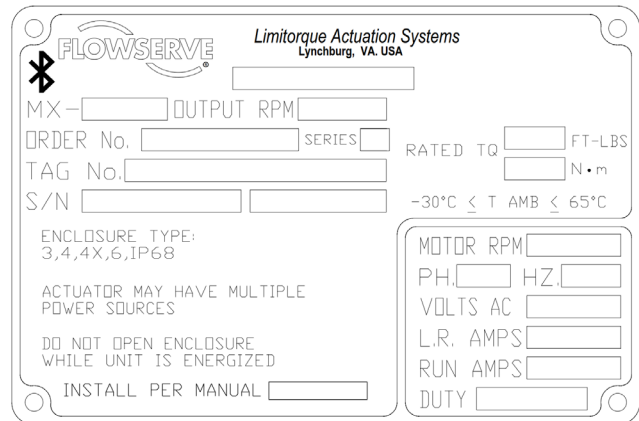 FLOWSERVE®
Limitorque Actuation Systems
Lynchburg, VA. USA
MX-
OUTPUT RPM
ORDER No.
SERIES
TAG No.
S/N
RATED TQ
FT-LBS
N•m
-30°C ≤ T AMB ≤ 65°C
ENCLOSURE TYPE:
3,4,4X,6,IP68
ACTUATOR MAY HAVE MULTIPLE
POWER SOURCES
DO NOT OPEN ENCLOSURE
WHILE UNIT IS ENERGIZED
INSTALL PER MANUAL
MOTOR RPM
PH. HZ.
VOLTS AC
L.R. AMPS
RUN AMPS
DUTY